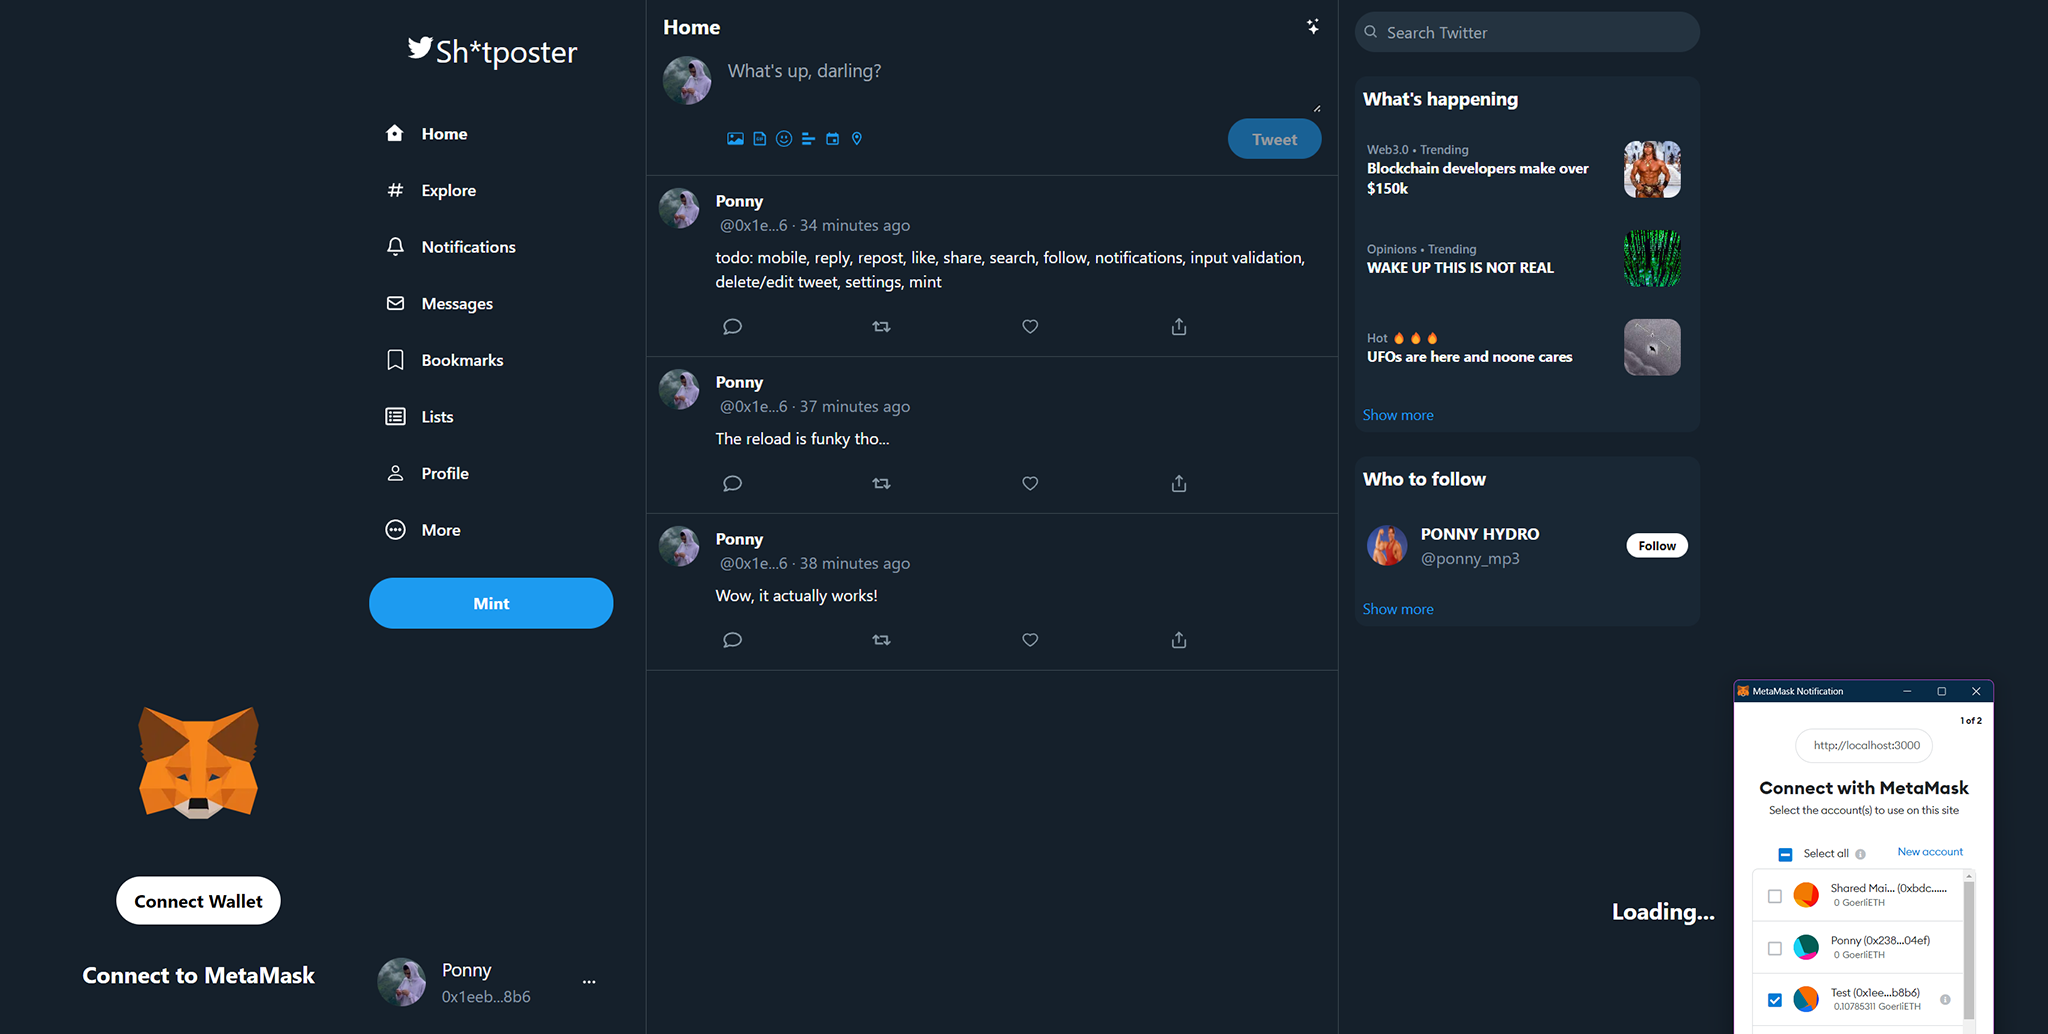 Sh*tposter
Home
Explore
Notifications
Messages
Bookmarks
Lists
Profile
More
Mint
Connect Wallet
Connect to MetaMask
Ponny
0x1eeb...8b6
...
Home
What's up, darling?
Tweet
Ponny
@0x1e...6 · 34 minutes ago
todo: mobile, reply, repost, like, share, search, follow, notifications, input validation,
delete/edit tweet, settings, mint
Ponny
@0x1e...6 · 37 minutes ago
The reload is funky tho...
Ponny
@0x1e...6 · 38 minutes ago
Wow, it actually works!
Search Twitter
What's happening
Web3.0 • Trending
Blockchain developers make over
$150k
Opinions • Trending
WAKE UP THIS IS NOT REAL
Hot 🔥 🔥 🔥
UFOs are here and noone cares
Show more
Who to follow
PONNY HYDRO
@ponny_mp3
Follow
Show more
Loading...
MetaMask Notification
1 of 2
http://localhost:3000
Connect with MetaMask
Select the account(s) to use on this site
Select all
New account
Shared Mai... (0xbdc......
0 GoerliETH
Ponny (0x238...04ef)
0 GoerliETH
Test (0x1ee...b8b6)
0.10785311 GoerliETH